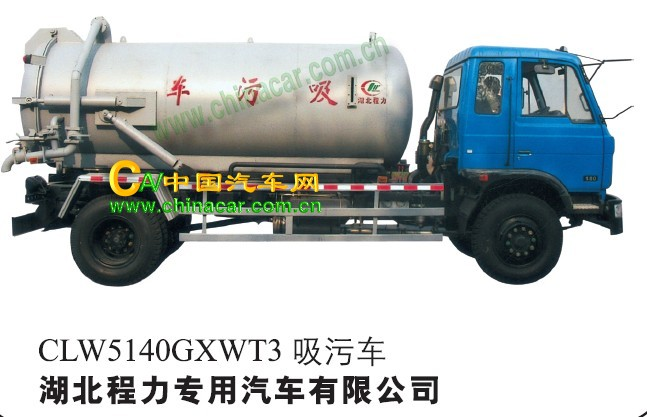 www.chinacar.com.cn
车 污 吸
湖北程力
CAV中国汽车网
www.chinacar.com.cn
CLW5140GXWT3 吸污车
湖北程力专用汽车有限公司